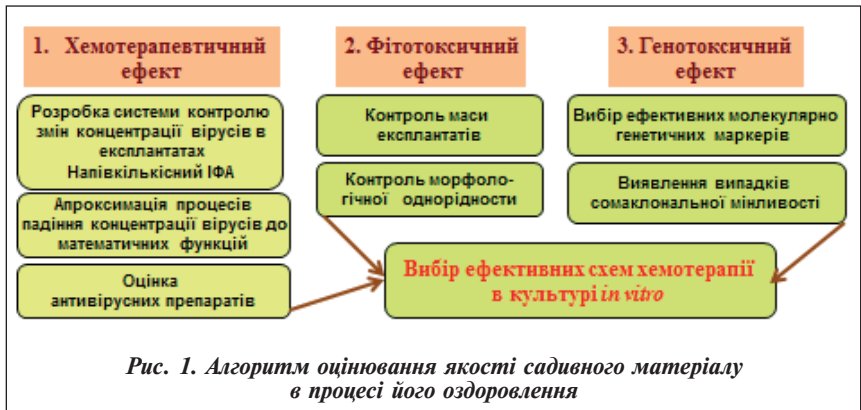 1. Хемотерапевтичний
ефект
Розробка системи контролю
змін концентрації вірусів в
експлантатах
Напівкількісний ІФА
Апроксимація процесів
падіння концентрації вірусів до
математичних функцій
Оцінка
антивірусних препаратів
2. Фітотоксичний
ефект
Контроль маси
експлантатів
Контроль морфоло-
гічної однорідности
3. Генотоксичний
ефект
Вибір ефективних молекулярно
генетичних маркерів
Виявлення випадків
сомаклональної мінливості
Вибір ефективних схем хемотерапії
в культурі in vitro
Рис. 1. Алгоритм оцінювання якості садивного матеріалу
в процесі його оздоровлення